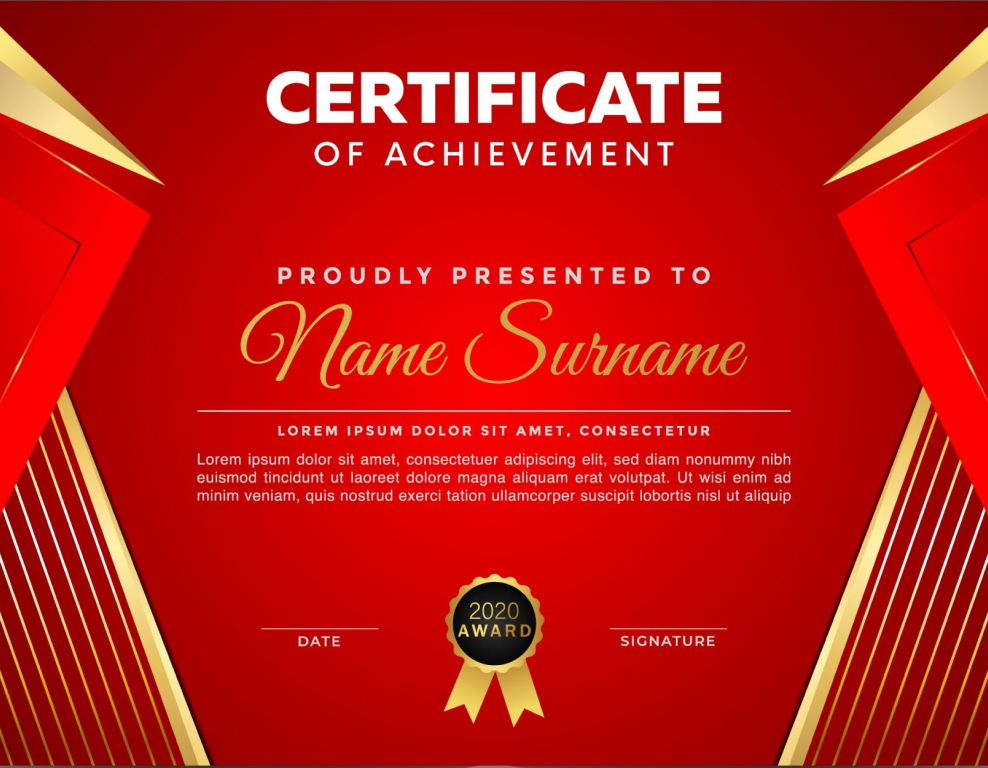 CERTIFICATE
OF ACHIEVEMENT
PROUDLY PRESENTED TO
Name Surname
LOREM IPSUM DOLOR SIT AMET, CONSECTETUR
Lorem ipsum dolor sit amet, consectetuer adipiscing elit, sed diam nonummy nibh
euismod tincidunt ut laoreet dolore magna aliquam erat volutpat. Ut wisi enim ad
minim veniam, quis nostrud exerci tation ullamcorper suscipit lobortis nisl ut aliquip
2020
AWARD
DATE
SIGNATURE